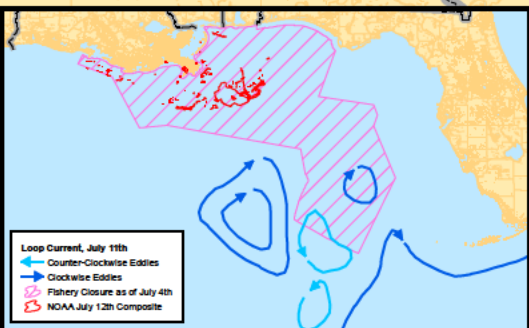 Loop Current, July 11th
Counter-Clockwise Eddies
Clockwise Eddies
Fishery Closure as of July 4th
NOAA July 12th Composite